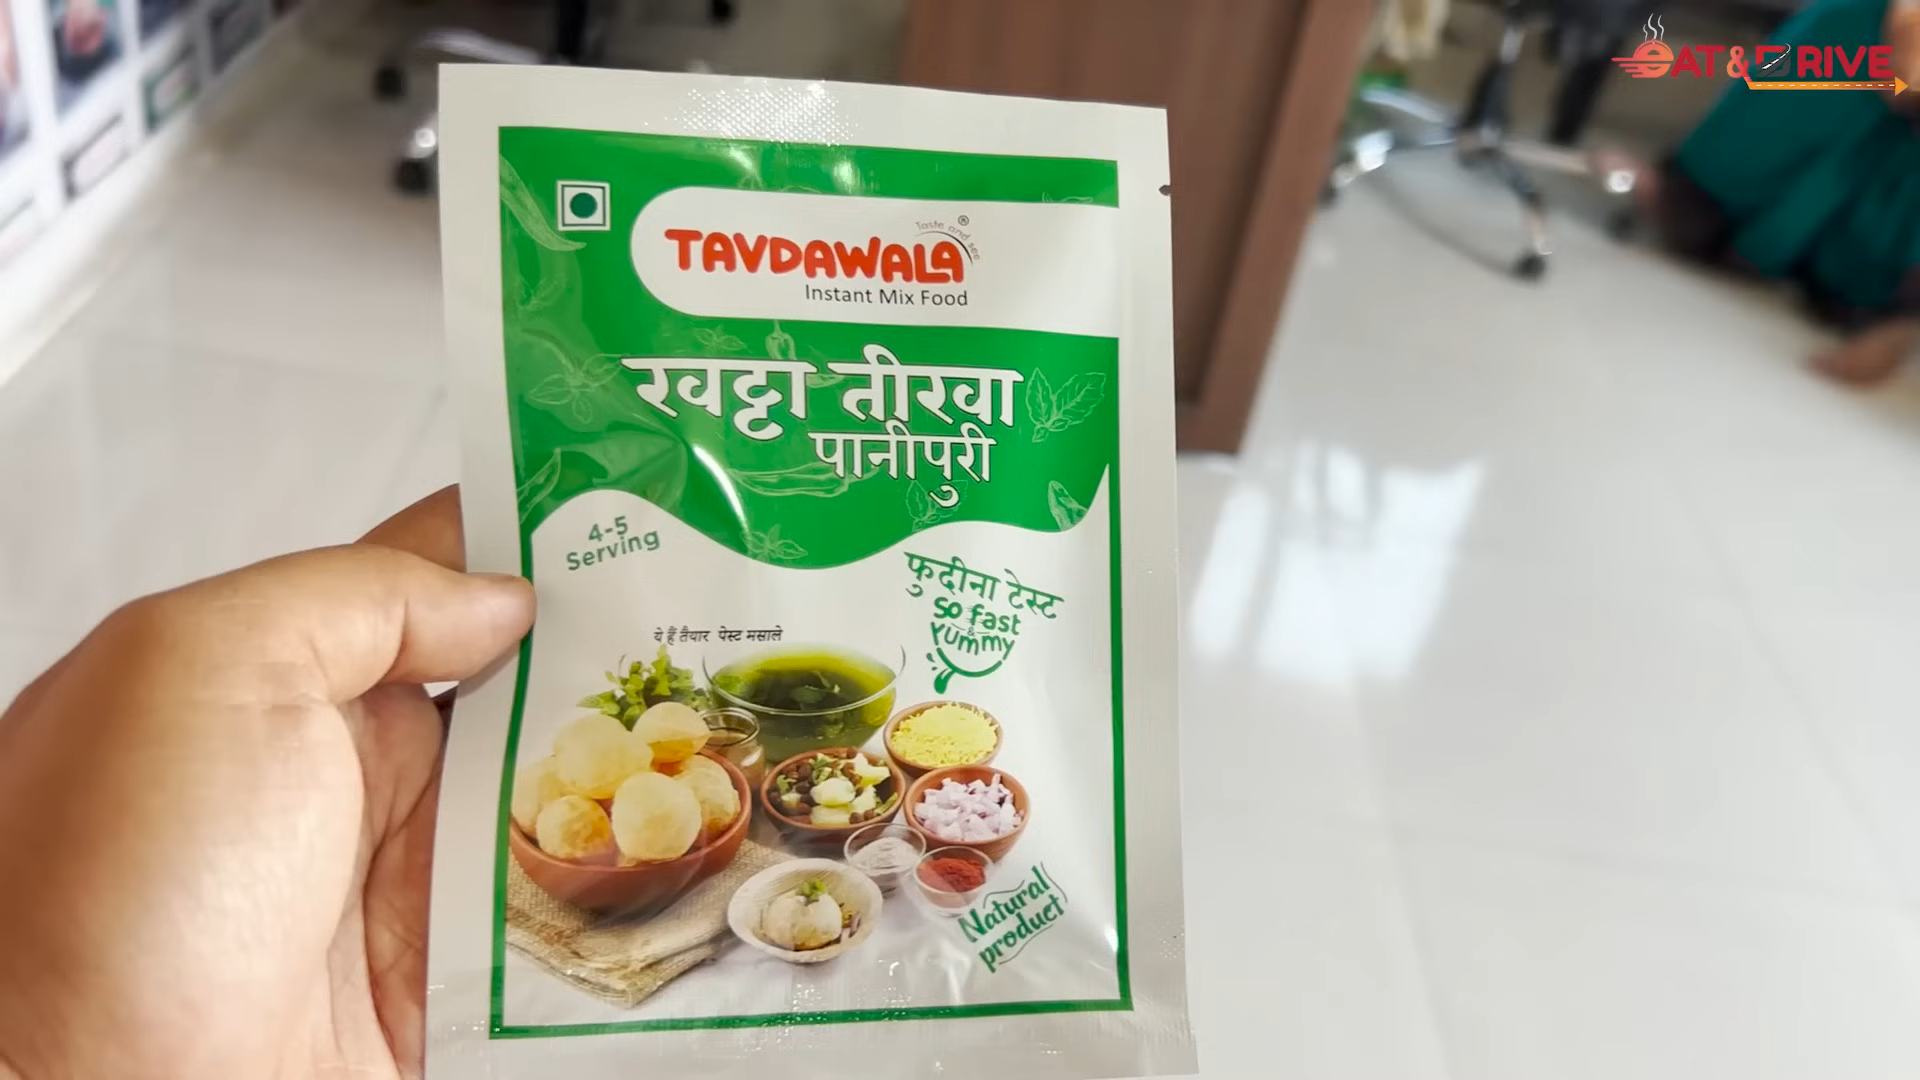 EAT & DRIVE
Taste and see
®
TAVDAWALA
Instant Mix Food
खट्टा तीखा
पानीपुरी
4-5
Serving
फुदीना टेस्ट
So fast
&
Yummy
ये हैं तैयार पेस्ट मसाले
Natural
product